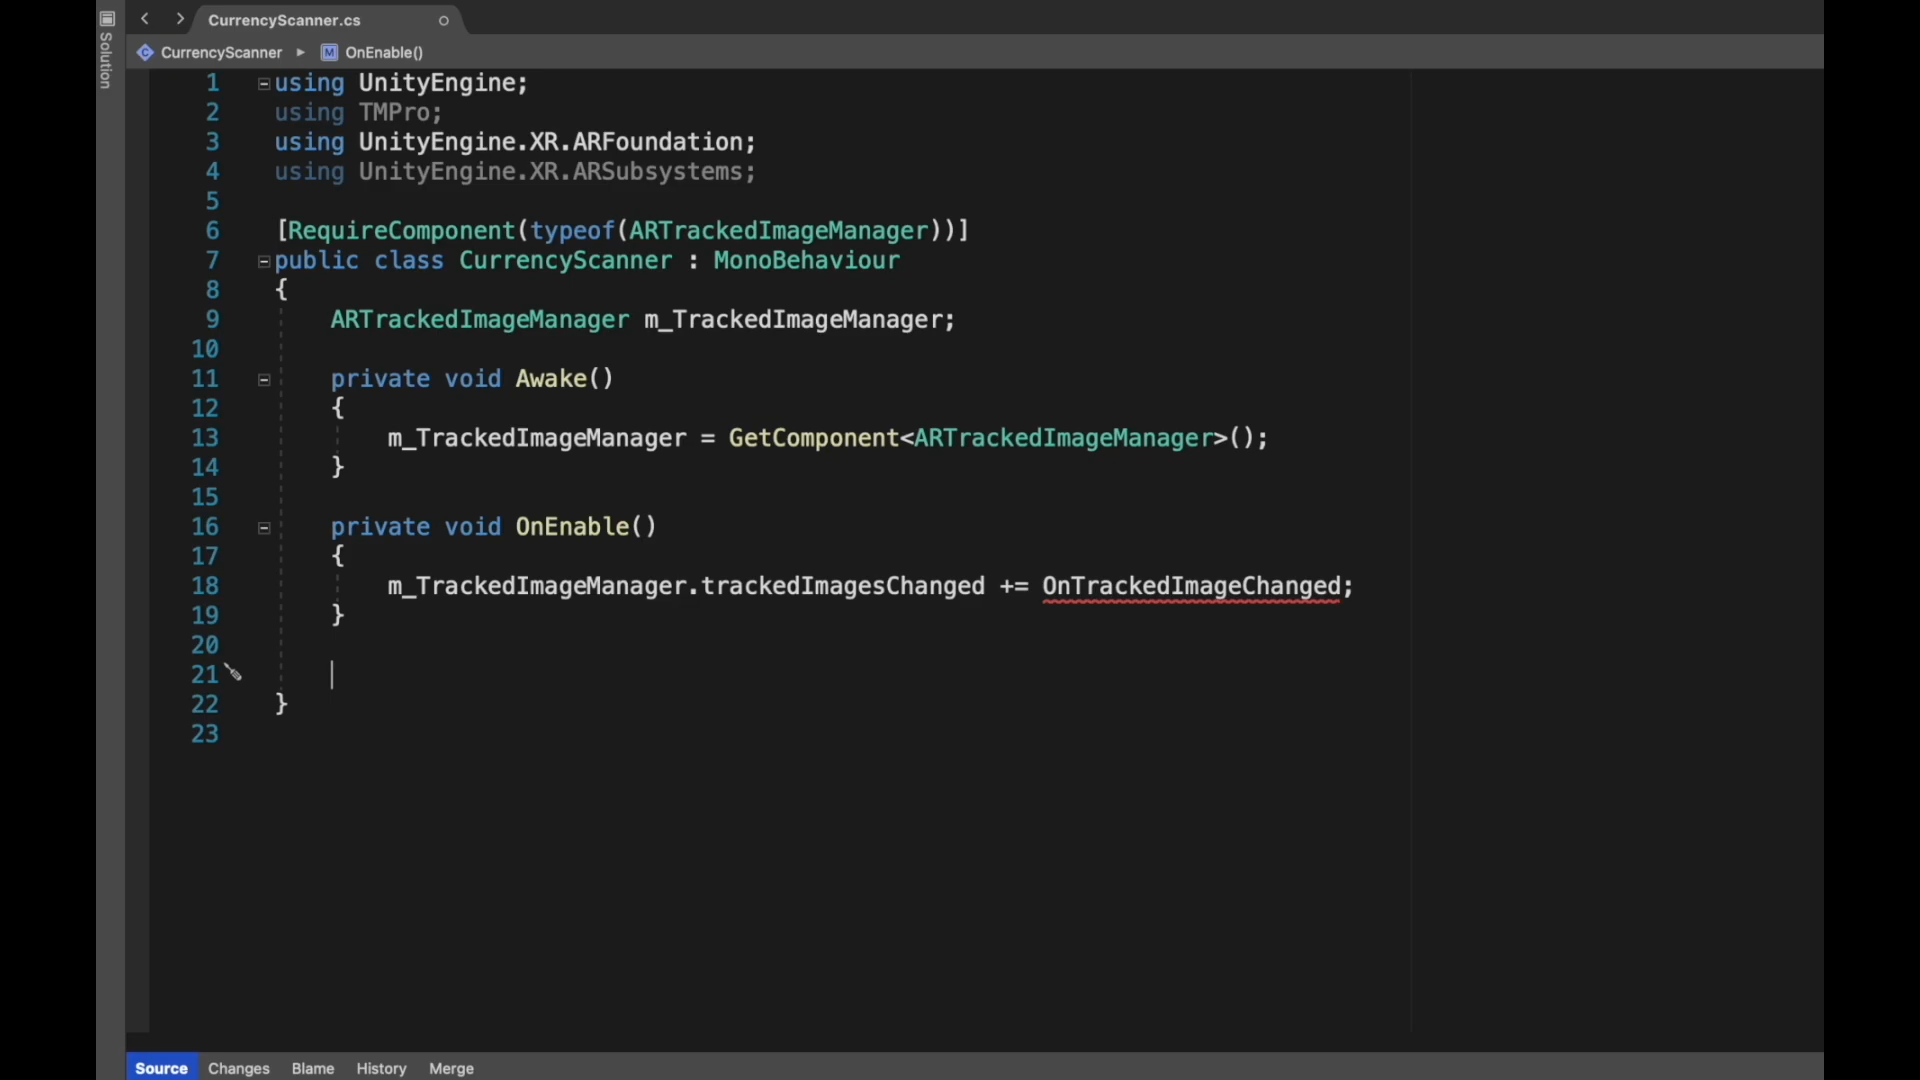 Solution
CurrencyScanner.cs
CurrencyScanner ▸ M OnEnable()
1 using UnityEngine;
2 using TMPro;
3 using UnityEngine.XR.ARFoundation;
4 using UnityEngine.XR.ARSubsystems;
5
6 [RequireComponent(typeof(ARTrackedImageManager))]
7 public class CurrencyScanner : MonoBehaviour
8 {
9 ARTrackedImageManager m_TrackedImageManager;
10
11 private void Awake()
12 {
13 m_TrackedImageManager = GetComponent<ARTrackedImageManager>();
14 }
15
16 private void OnEnable()
17 {
18 m_TrackedImageManager.trackedImagesChanged += OnTrackedImageChanged;
19 }
20
21
22 }
23
Source Changes Blame History Merge